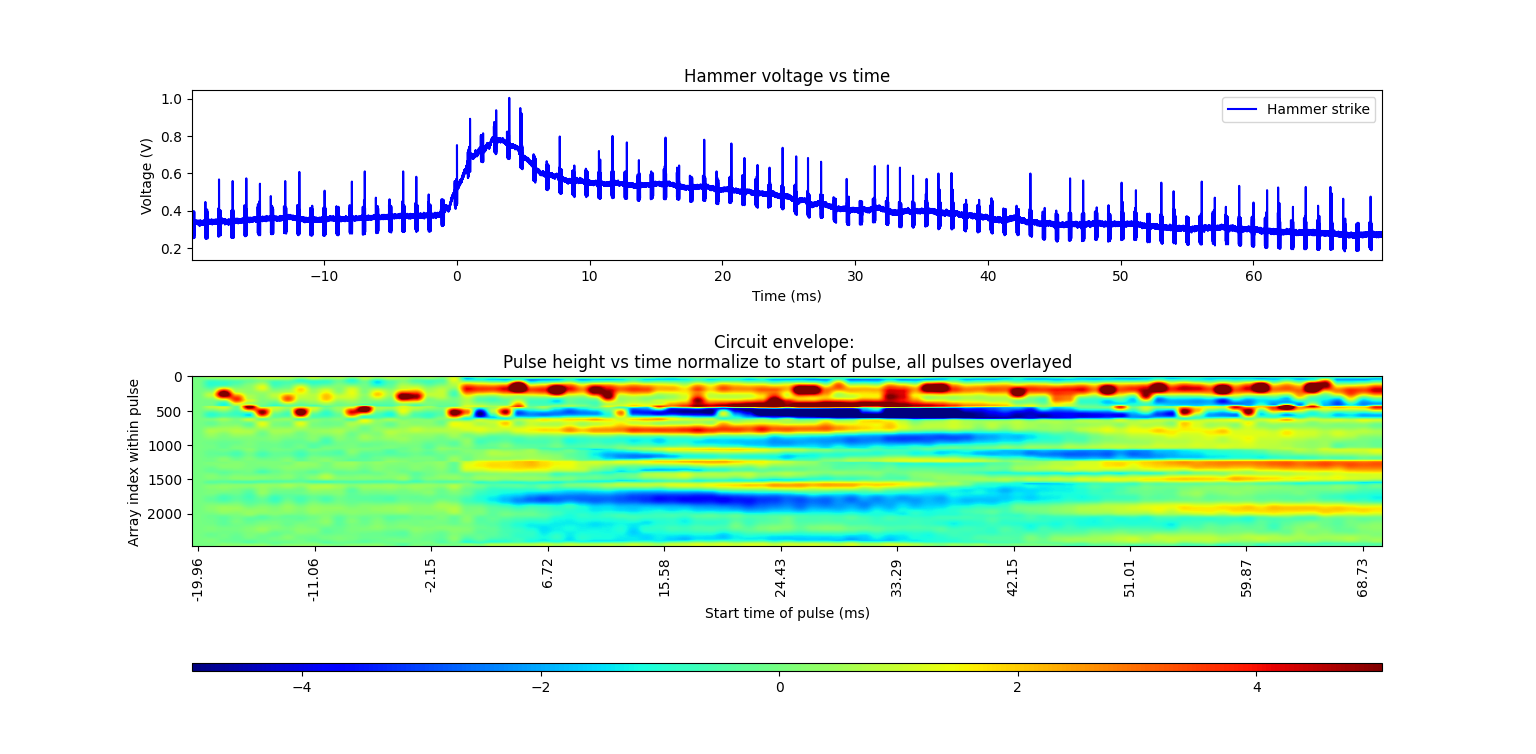 Hammer voltage vs time
1.0
0.8
0.6
0.4
0.2
Voltage (V)
Hammer strike
−10 0 10 20 30 40 50 60
Time (ms)
Circuit envelope:
Pulse height vs time normalize to start of pulse, all pulses overlayed
0
500
1000
1500
2000
Array index within pulse
-19.96 -11.06 -2.15 6.72 15.58 24.43 33.29 42.15 51.01 59.87 68.73
Start time of pulse (ms)
−4 −2 0 2 4